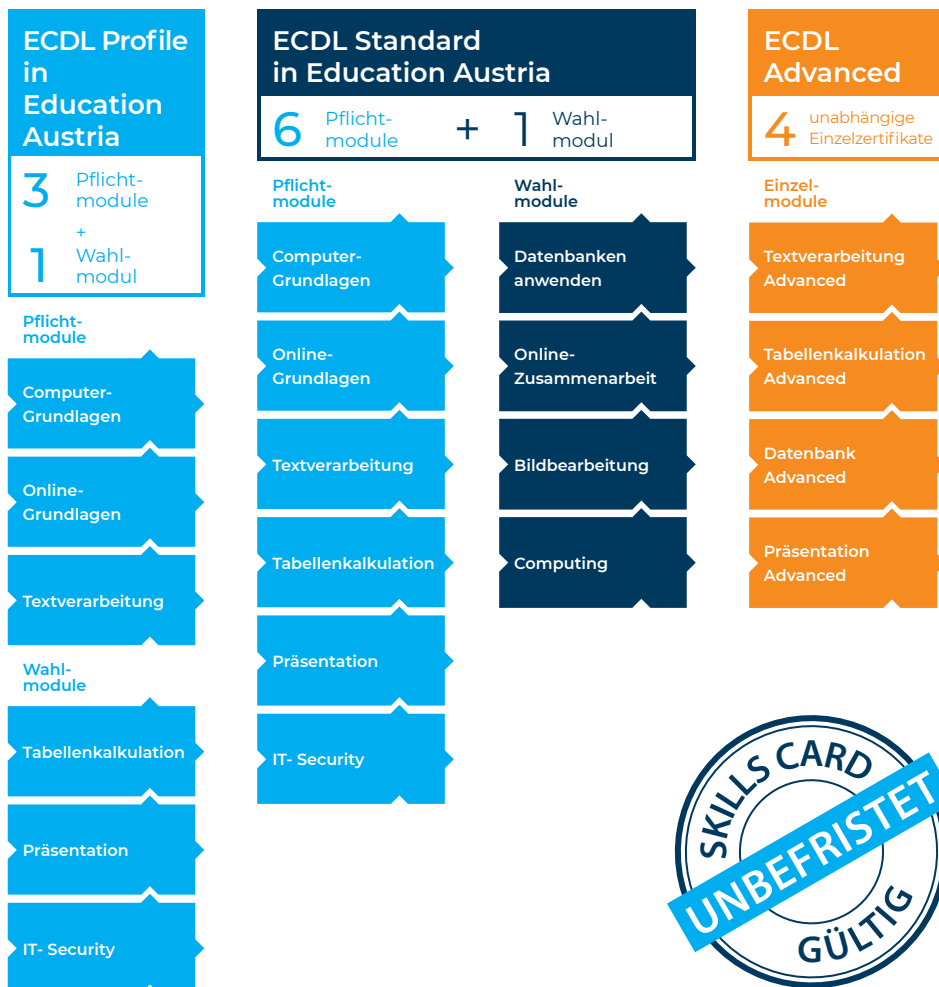 ECDL Profile
in
Education
Austria
3 Pflicht-
module
+
1 Wahl-
modul
Pflicht-
module
Computer-
Grundlagen
Online-
Grundlagen
Textverarbeitung
Wahl-
module
Tabellenkalkulation
Präsentation
IT- Security
ECDL Standard
in Education Austria
6 Pflicht-
module
+
1 Wahl-
modul
Pflicht-
module
Computer-
Grundlagen
Online-
Grundlagen
Textverarbeitung
Tabellenkalkulation
Präsentation
IT- Security
Wahl-
module
Datenbanken
anwenden
Online-
Zusammenarbeit
Bildbearbeitung
Computing
ECDL
Advanced
4 unabhängige
Einzelzertifikate
Einzel-
module
Textverarbeitung
Advanced
Tabellenkalkulation
Advanced
Datenbank
Advanced
Präsentation
Advanced
SKILLS CARD
UNBEFRISTET
GÜLTIG